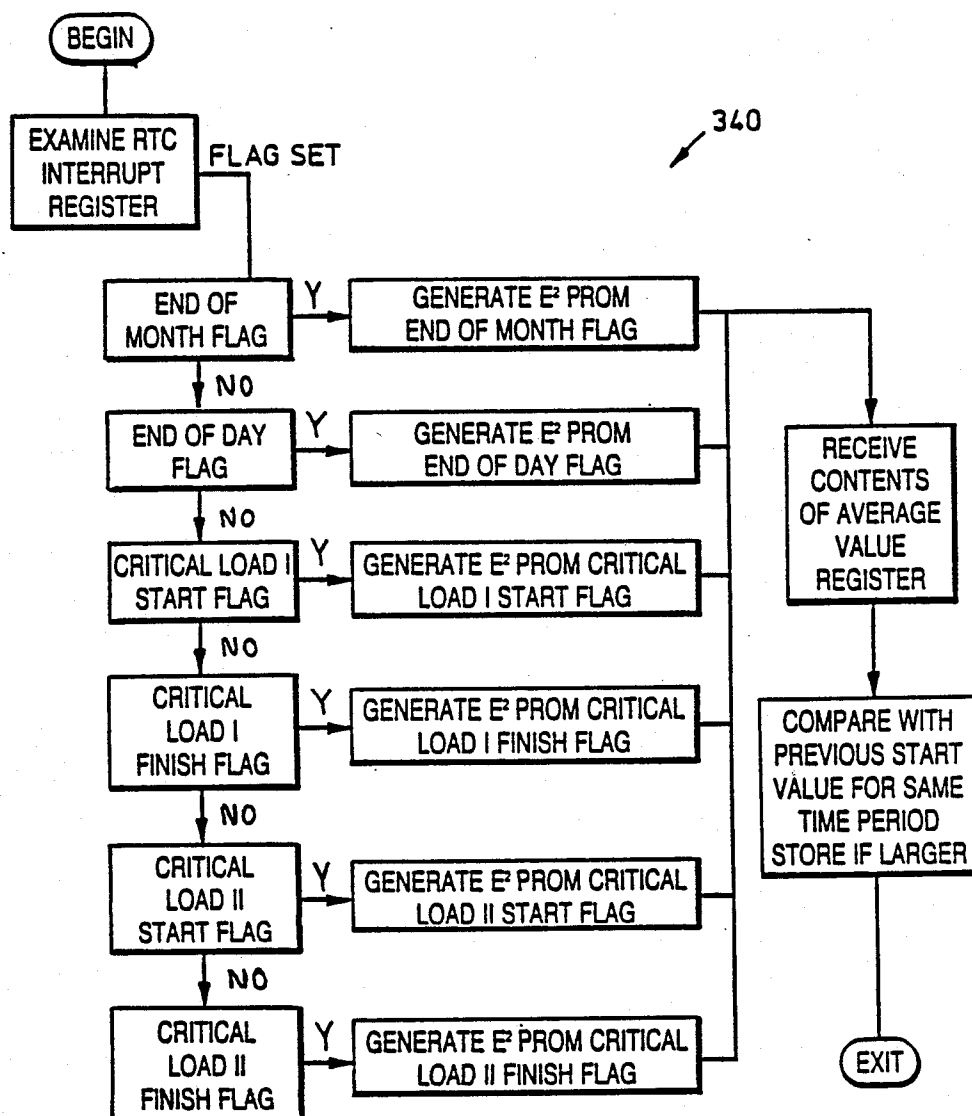 BEGIN
EXAMINE RTC
INTERRUPT
REGISTER
FLAG SET
340
END OF
MONTH FLAG
Y
GENERATE E² PROM
END OF MONTH FLAG
NO
END OF DAY
FLAG
Y
GENERATE E² PROM
END OF DAY FLAG
NO
CRITICAL LOAD I
START FLAG
Y
GENERATE E² PROM CRITICAL
LOAD I START FLAG
NO
CRITICAL
LOAD I
FINISH FLAG
Y
GENERATE E² PROM CRITICAL
LOAD I FINISH FLAG
NO
CRITICAL
LOAD II
START FLAG
Y
GENERATE E² PROM CRITICAL
LOAD II START FLAG
NO
CRITICAL
LOAD II
FINISH FLAG
Y
GENERATE E² PROM CRITICAL
LOAD II FINISH FLAG
RECEIVE
CONTENTS
OF AVERAGE
VALUE
REGISTER
COMPARE WITH
PREVIOUS START
VALUE FOR SAME
TIME PERIOD
STORE IF LARGER
EXIT